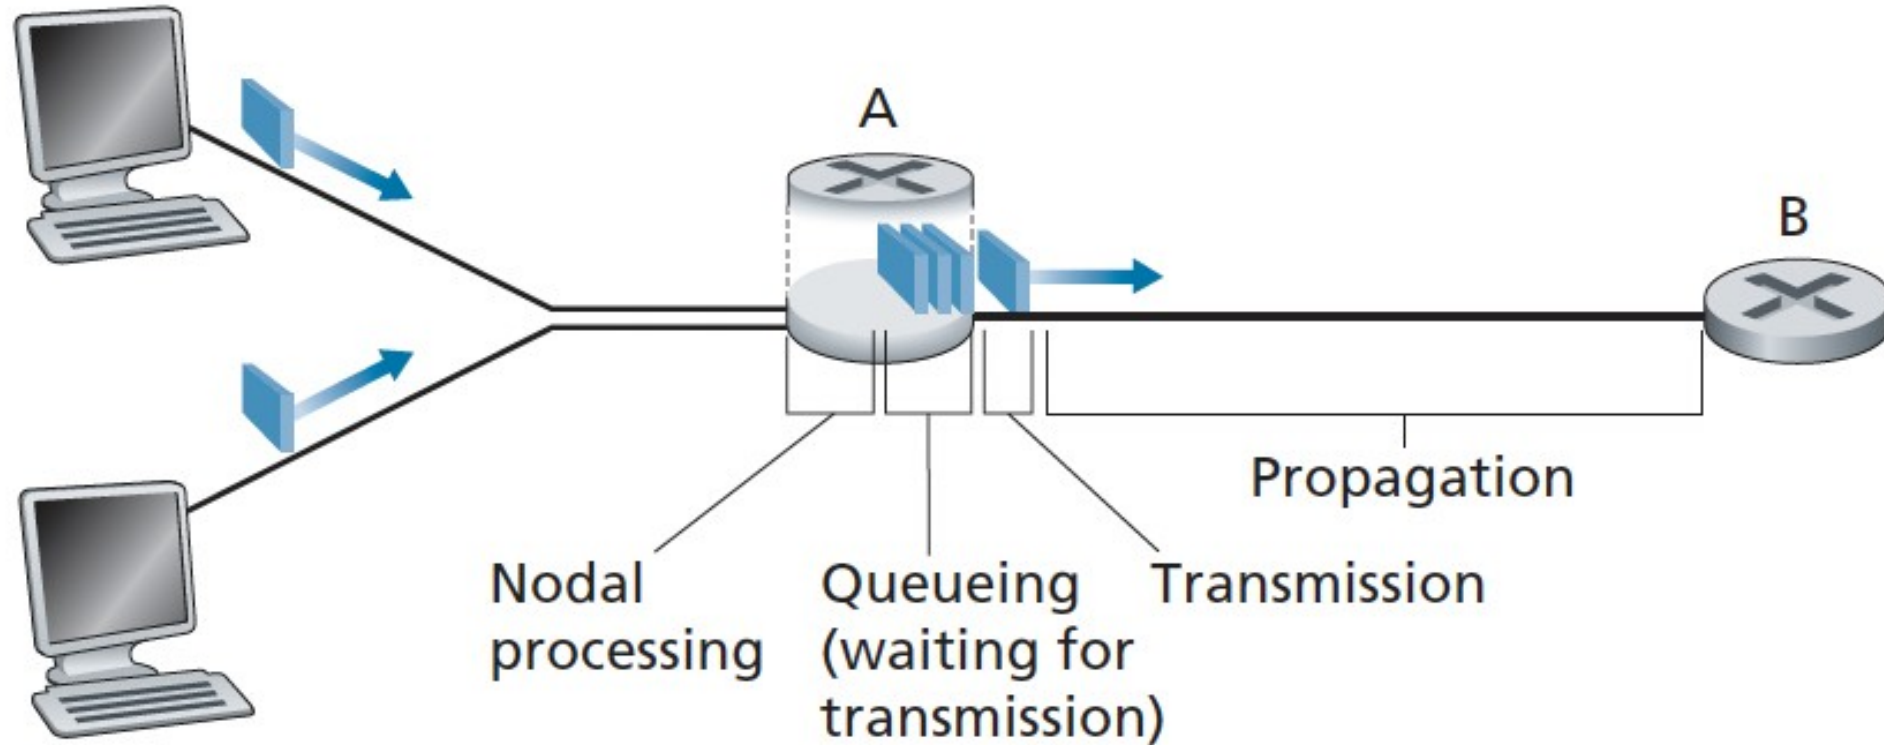 A
B
Propagation
Nodal
processing
Queueing
(waiting for
transmission)
Transmission